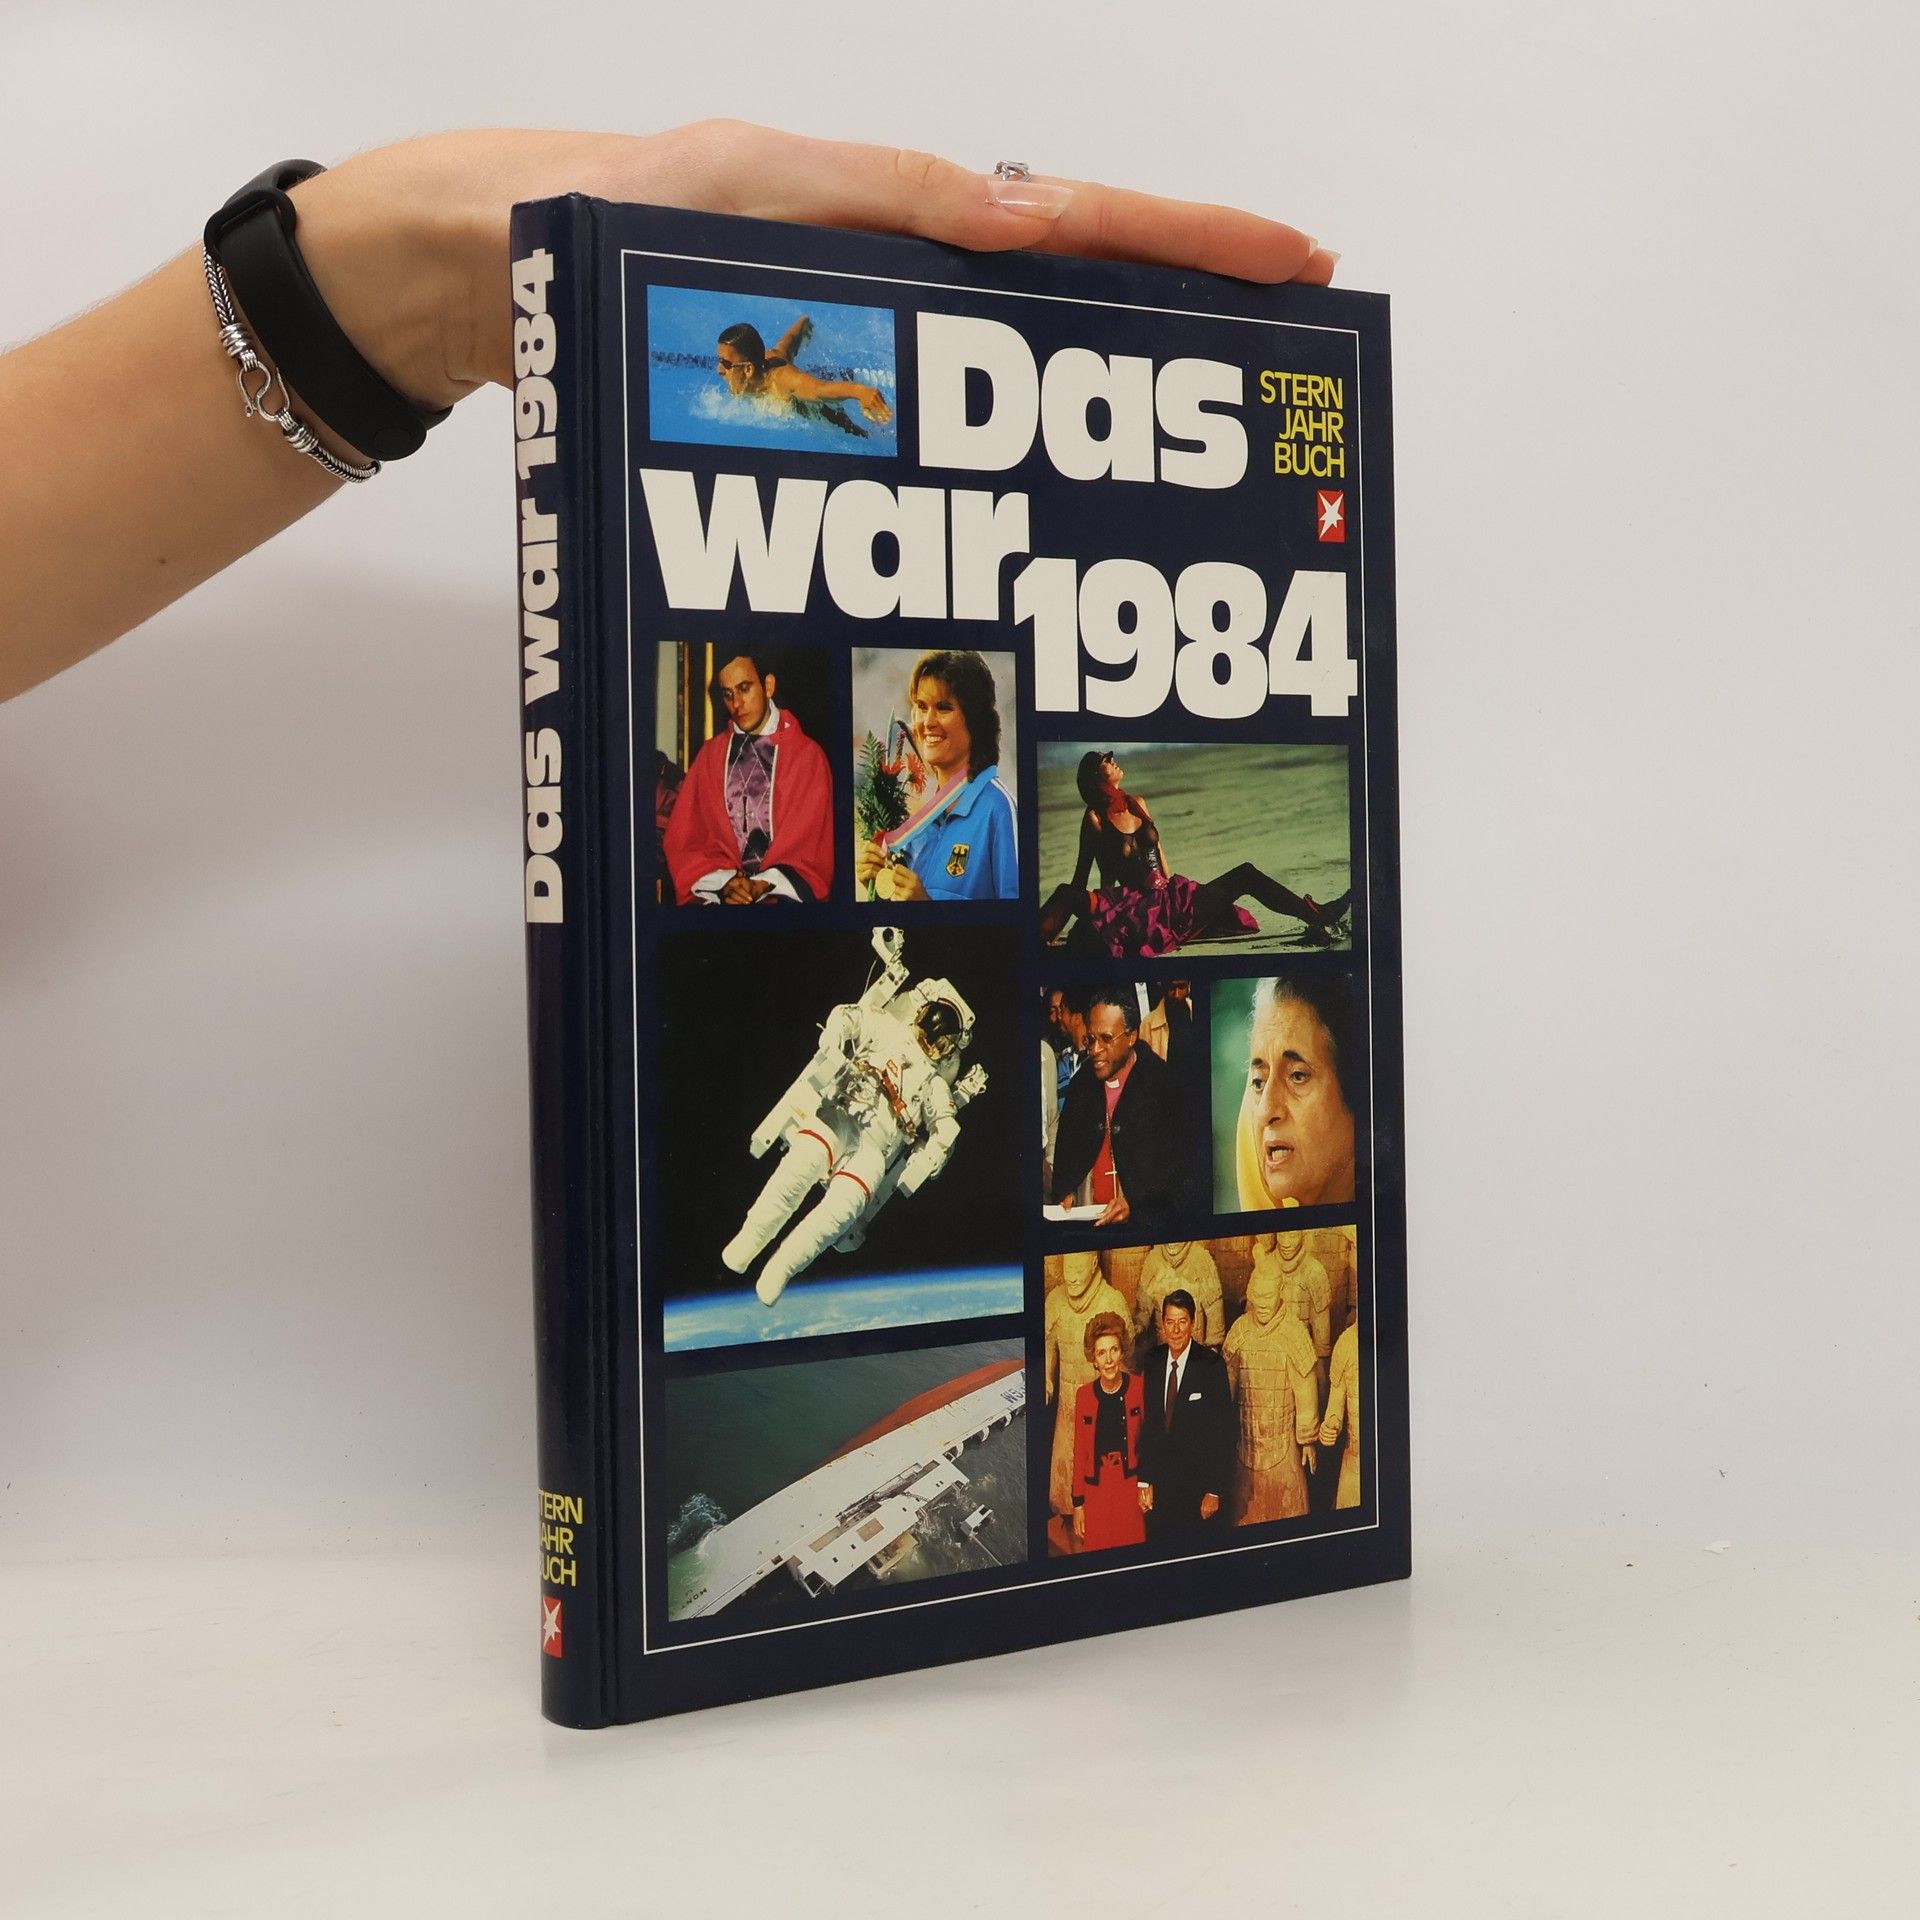 Das
war 1984
STERN
JAHR
BUCH
Das war 1984
STERN
JAHR
BUCH